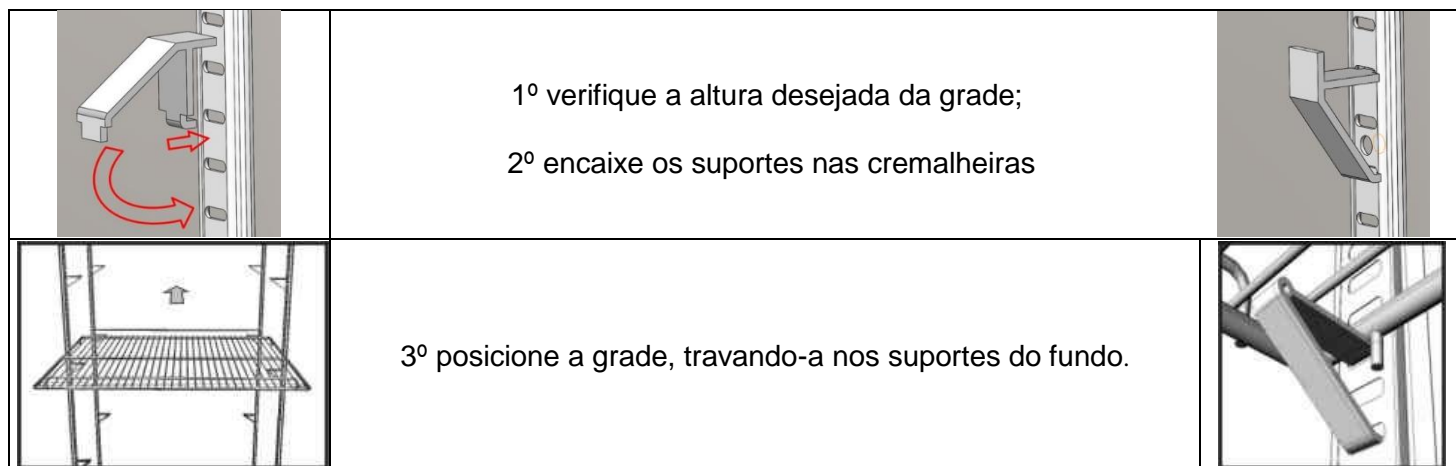 1º verifique a altura desejada da grade;
2º encaixe os suportes nas cremalheiras
3º posicione a grade, travando-a nos suportes do fundo.